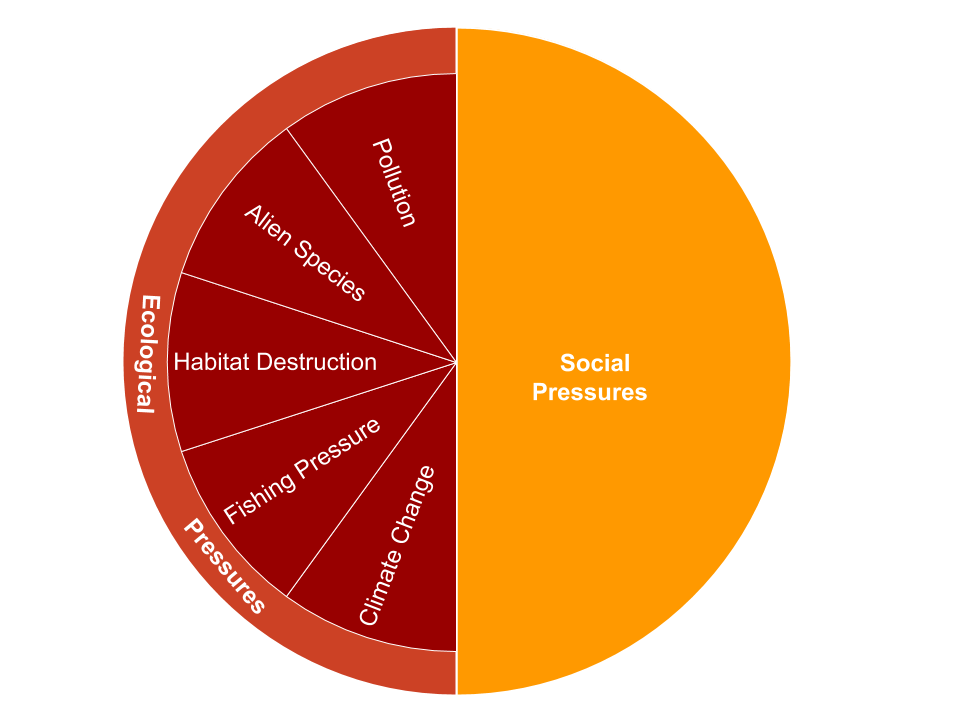 Pollution
Alien Species
Habitat Destruction
Fishing Pressure
Climate Change
Ecological
Pressures
Social
Pressures